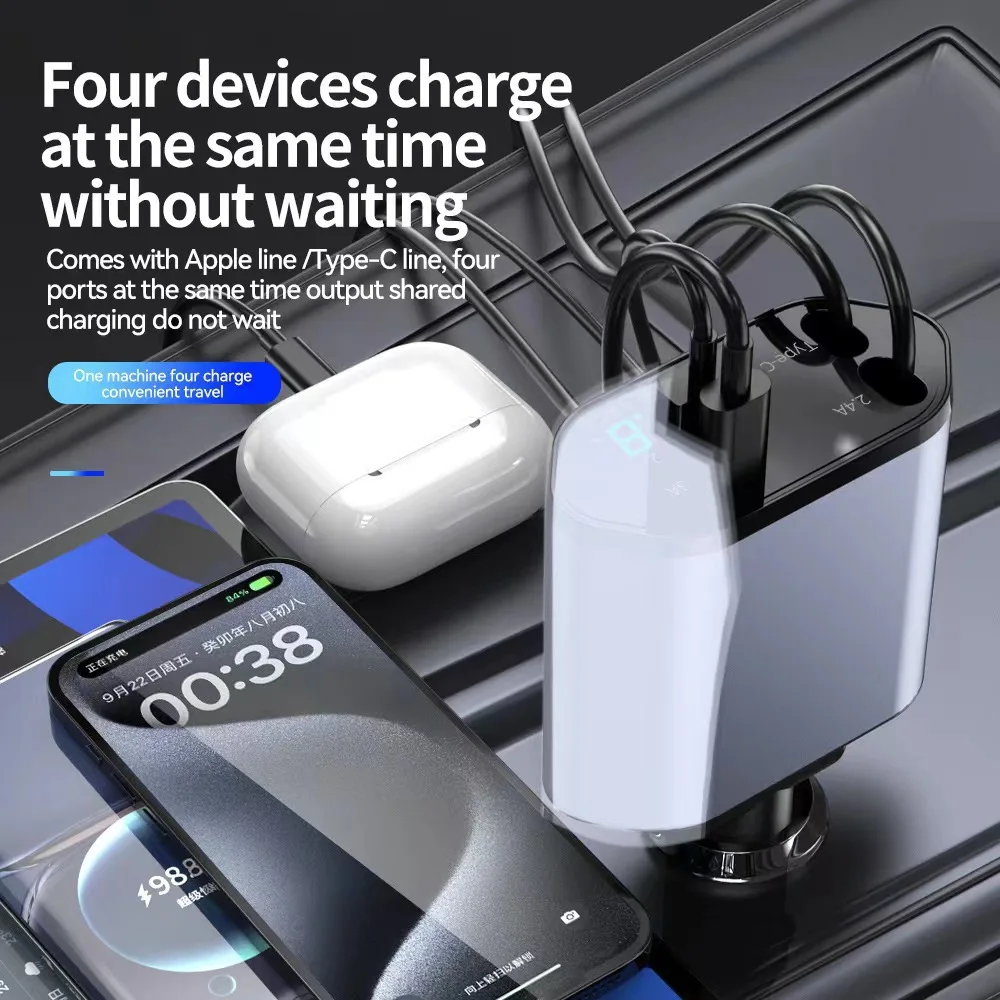 Four devices charge
at the same time
without waiting
Comes with Apple line /Type-C line, four
ports at the same time output shared
charging do not wait
One machine four charge
convenient travel
Type-C
2.4A
3A
84%
正在充电
9月22日周五·癸卯年八月初八
00:38
988
超级
向上轻扫以解锁